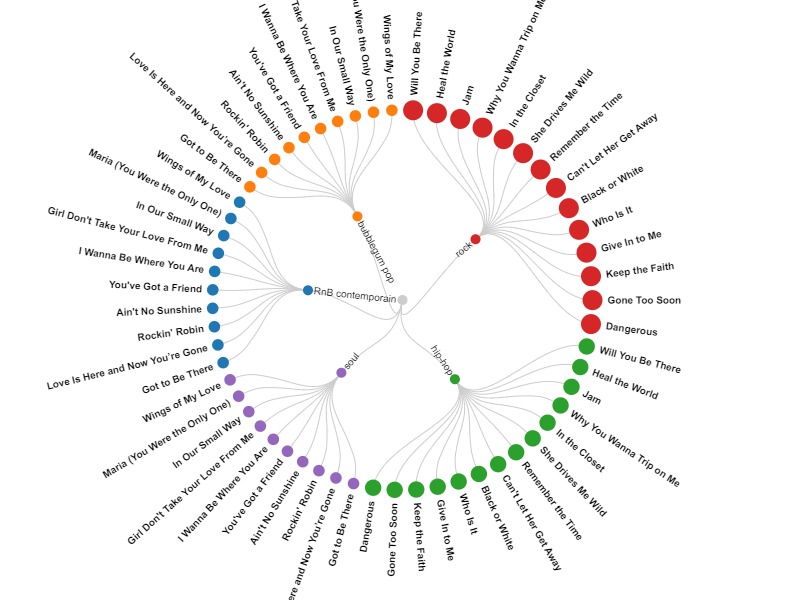 Will You Be There
Heal the World
Jam
Why You Wanna Trip on Me
In the Closet
She Drives Me Wild
Remember the Time
Can't Let Her Get Away
Black or White
Who Is It
Give In to Me
Keep the Faith
Gone Too Soon
Dangerous
rock
Will You Be There
Heal the World
Jam
Why You Wanna Trip on Me
In the Closet
She Drives Me Wild
Remember the Time
Can't Let Her Get Away
Black or White
Who Is It
Give In to Me
Keep the Faith
Gone Too Soon
Dangerous
hip-hop
Got to Be There
ere and Now You're Gone
Rockin' Robin
Ain't No Sunshine
You've Got a Friend
I Wanna Be Where You Are
Girl Don't Take Your Love From Me
In Our Small Way
Maria (You Were the Only One)
Wings of My Love
soul
Got to Be There
Love Is Here and Now You're Gone
Rockin' Robin
Ain't No Sunshine
You've Got a Friend
I Wanna Be Where You Are
Girl Don't Take Your Love From Me
In Our Small Way
Maria (You Were the Only One)
Wings of My Love
RnB contemporain
Got to Be There
Love Is Here and Now You're Gone
Rockin' Robin
Ain't No Sunshine
You've Got a Friend
I Wanna Be Where You Are
Take Your Love From Me
In Our Small Way
u Were the Only One)
Wings of My Love
bubblegum pop